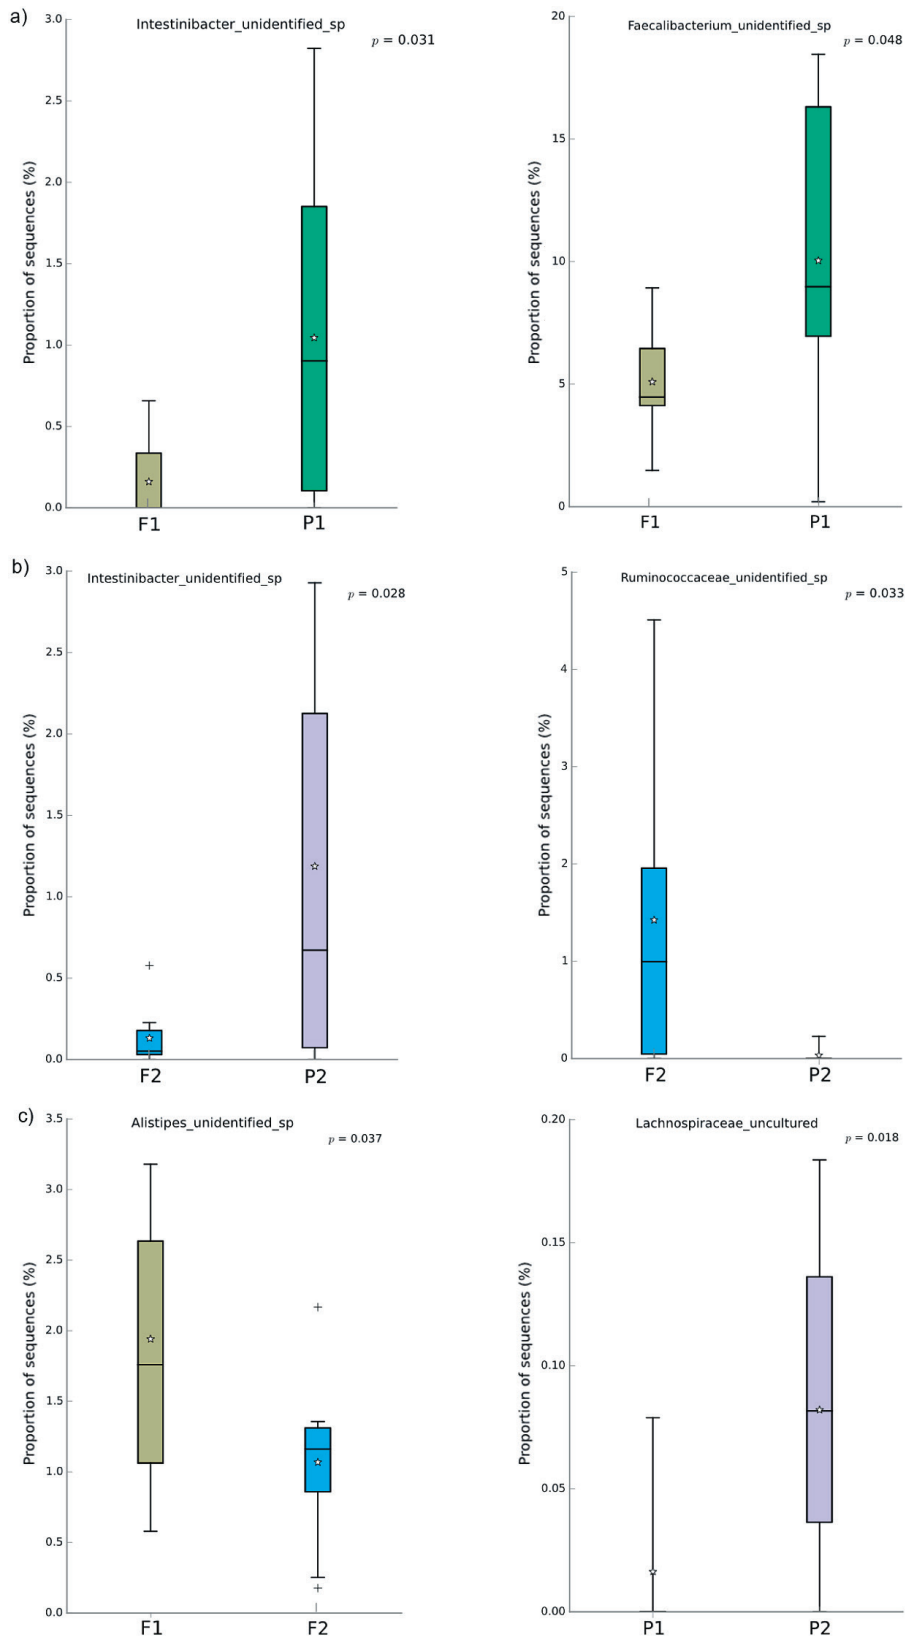 a)
Intestinibacter_unidentified_sp
p = 0.031
Proportion of sequences (%)
3.0
2.5
2.0
1.5
1.0
0.5
0.0
F1
P1
Faecalibacterium_unidentified_sp
p = 0.048
Proportion of sequences (%)
20
15
10
5
0
F1
P1
b)
Intestinibacter_unidentified_sp
p = 0.028
Proportion of sequences (%)
3.0
2.5
2.0
1.5
1.0
0.5
0.0
F2
P2
Ruminococcaceae_unidentified_sp
p = 0.033
Proportion of sequences (%)
5
4
3
2
1
0
F2
P2
c)
Alistipes_unidentified_sp
p = 0.037
Proportion of sequences (%)
3.5
3.0
2.5
2.0
1.5
1.0
0.5
0.0
F1
F2
Lachnospiraceae_uncultured
p = 0.018
Proportion of sequences (%)
0.20
0.15
0.10
0.05
0.00
P1
P2